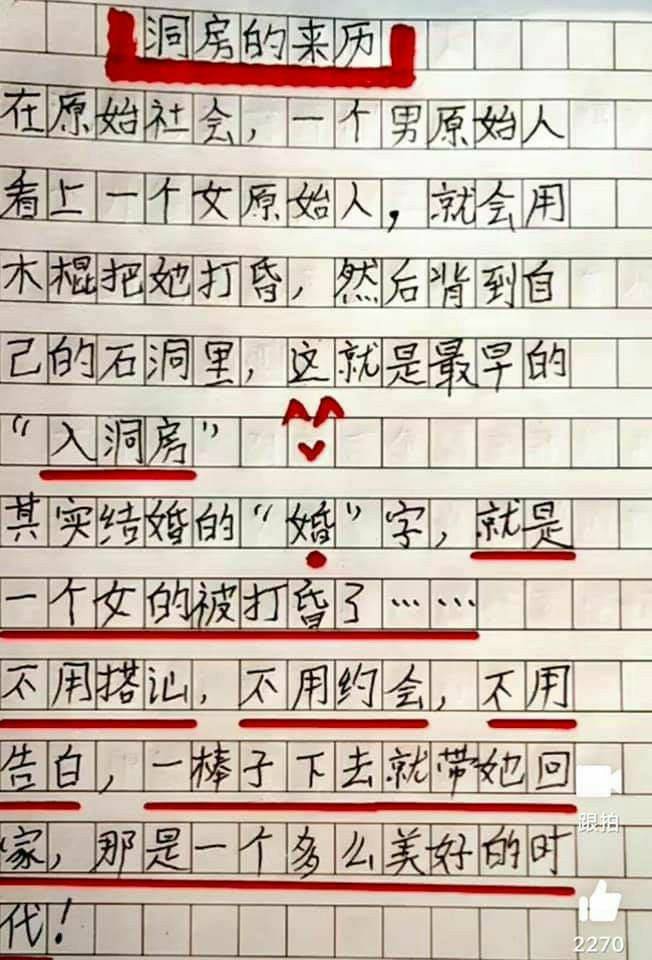 洞房的来历
在原始社会，一个男原始人
看上一个女原始人，就会用
木棍把她打昏，然后背到自
己的石洞里，这就是最早的
“入洞房”
其实结婚的“婚”字，就是
一个女的被打昏了……
不用搭讪，不用约会，不用
告白，一棒子下去就带她回
家，那是一个多么美好的时
代！
跟拍
2270